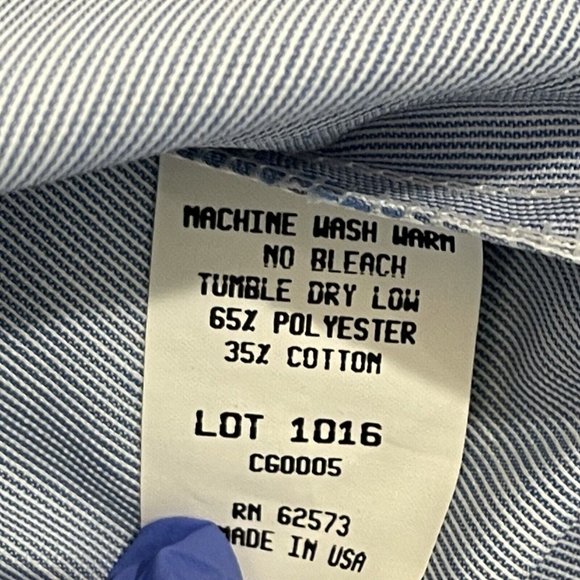 MACHINE WASH WARM
NO BLEACH
TUMBLE DRY LOW
65% POLYESTER
35% COTTON
LOT 1016
CG0005
RN 62573
MADE IN USA